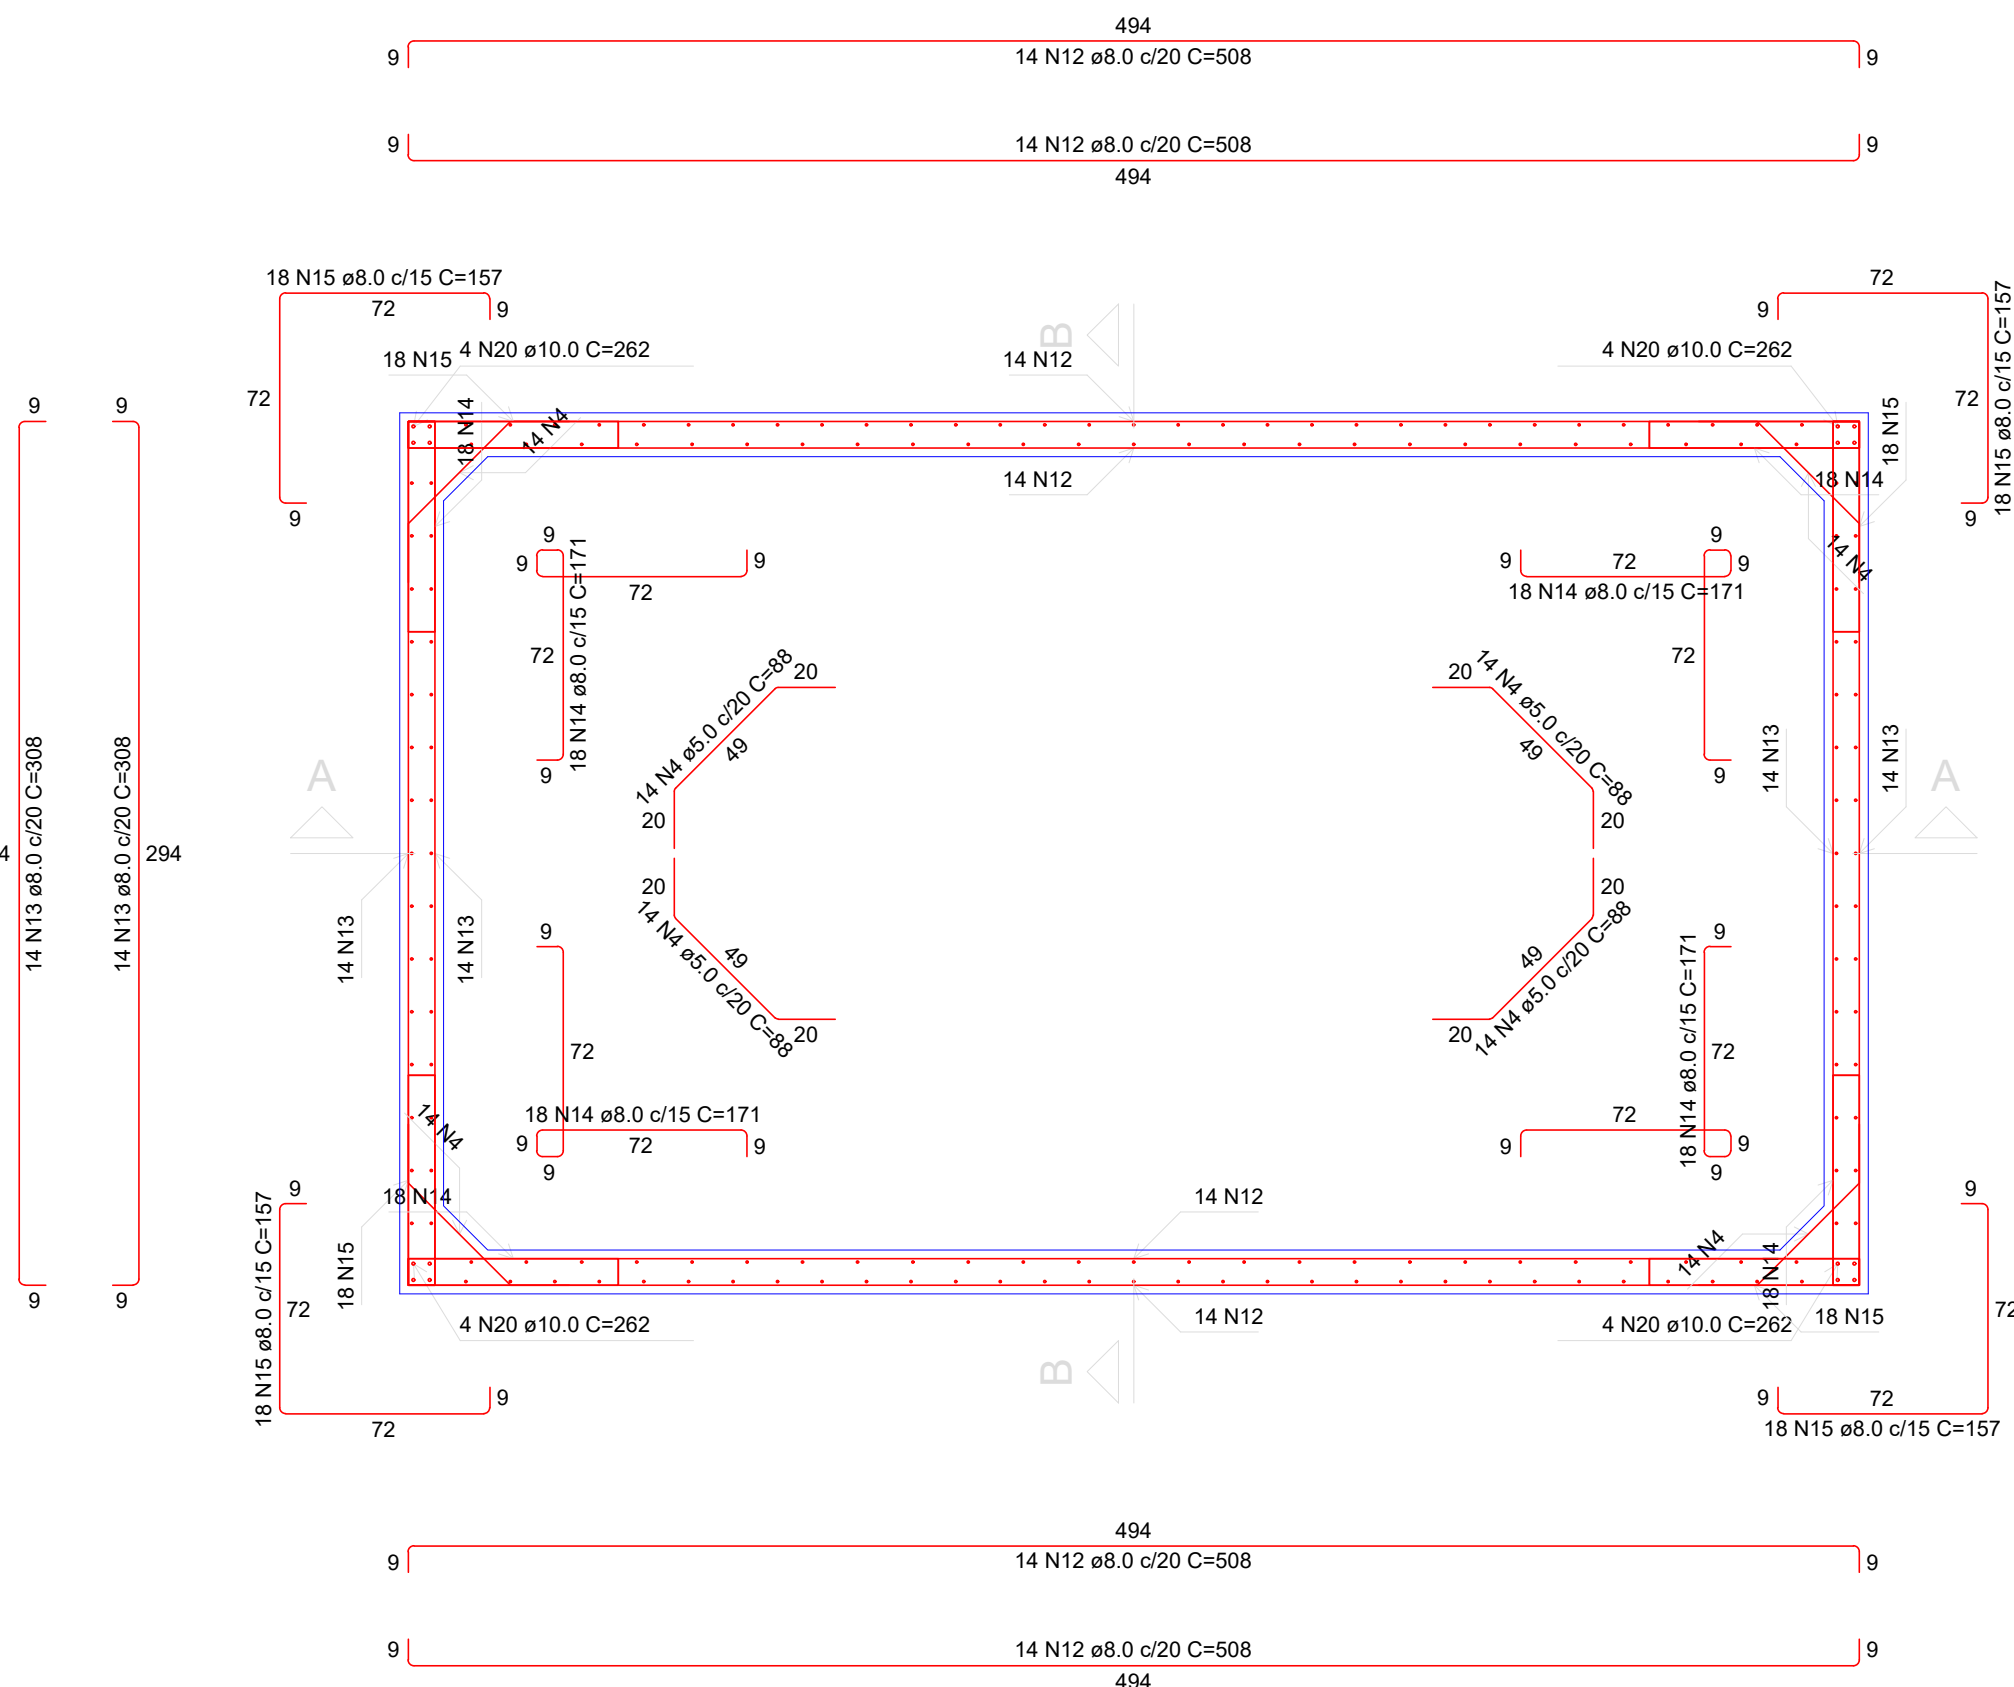 494
9
14 N12 ø8.0 c/20 C=508
9
9
14 N12 ø8.0 c/20 C=508
9
494
18 N15 ø8.0 c/15 C=157
72
9
72
9
72
9
18 N15 ø8.0 c/15 C=157
72
9
18 N15
4 N20 ø10.0 C=262
14 N12
B
4 N20 ø10.0 C=262
18 N14
14 N4
18 N15
14 N12
18 N14
14 N4
9
9
4
14 N13 ø8.0 c/20 C=308
14 N13 ø8.0 c/20 C=308
294
9
9
9
9
9
72
18 N14 ø8.0 c/15 C=171
72
9
9
9
72
9
9
18 N14 ø8.0 c/15 C=171
72
9
14 N4 ø5.0 c/20 C=88
20
49
20
20
14 N4 ø5.0 c/20 C=88
49
20
A
14 N13
14 N13
A
14 N13
14 N13
20
49
14 N4 ø5.0 c/20 C=88
20
20
49
14 N4 ø5.0 c/20 C=88
20
9
72
18 N14 ø8.0 c/15 C=171
9
72
9
9
9
18 N14 ø8.0 c/15 C=171
72
72
9
9
9
14 N4
18 N14
18 N15
14 N12
14 N12
14 N4
18 N14
18 N15
4 N20 ø10.0 C=262
4 N20 ø10.0 C=262
B
9
18 N15 ø8.0 c/15 C=157
72
9
72
9
72
9
72
18 N15 ø8.0 c/15 C=157
494
9
14 N12 ø8.0 c/20 C=508
9
9
14 N12 ø8.0 c/20 C=508
9
494